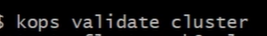 $ kops validate cluster